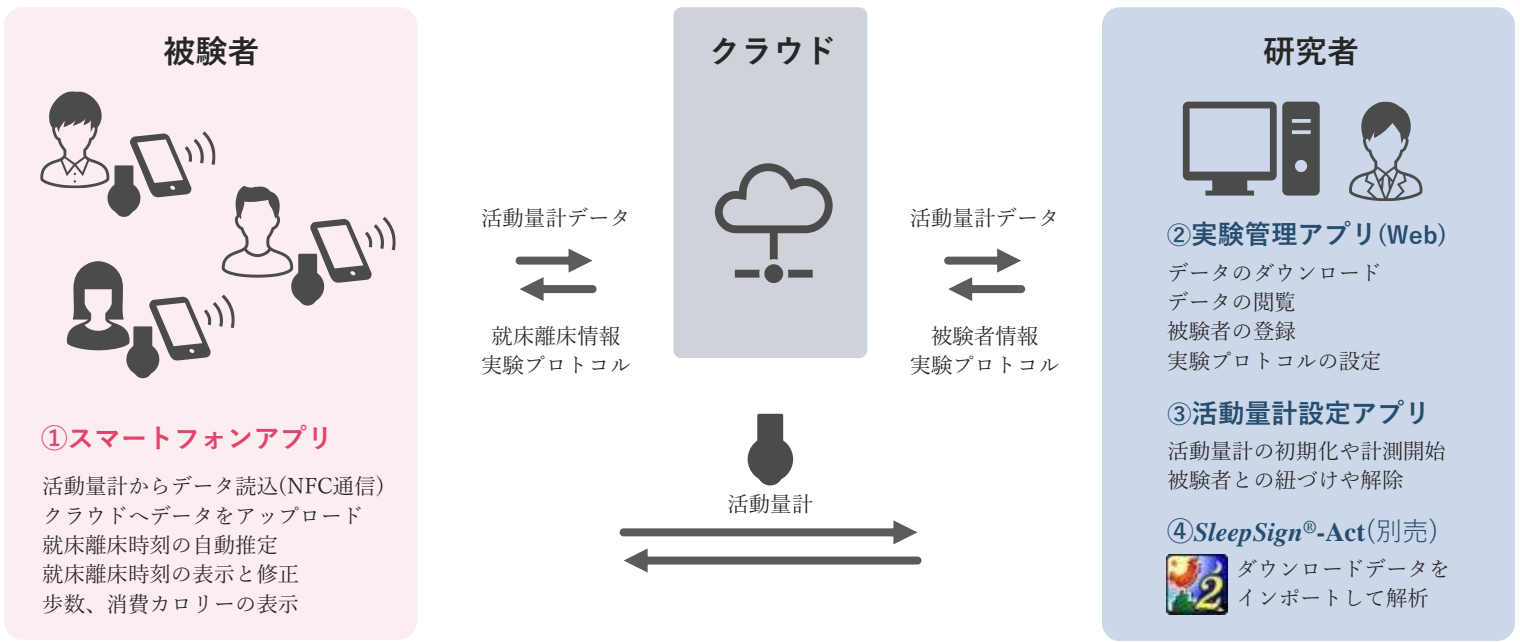 被験者
①スマートフォンアプリ
活動量計からデータ読込(NFC通信)
クラウドへデータをアップロード
就床離床時刻の自動推定
就床離床時刻の表示と修正
歩数、消費カロリーの表示
活動量計データ
就床離床情報
実験プロトコル
クラウド
活動量計データ
被験者情報
実験プロトコル
活動量計
研究者
②実験管理アプリ(Web)
データのダウンロード
データの閲覧
被験者の登録
実験プロトコルの設定
③活動量計設定アプリ
活動量計の初期化や計測開始
被験者との紐づけや解除
④SleepSign®-Act(別売)
2
ダウンロードデータを
インポートして解析